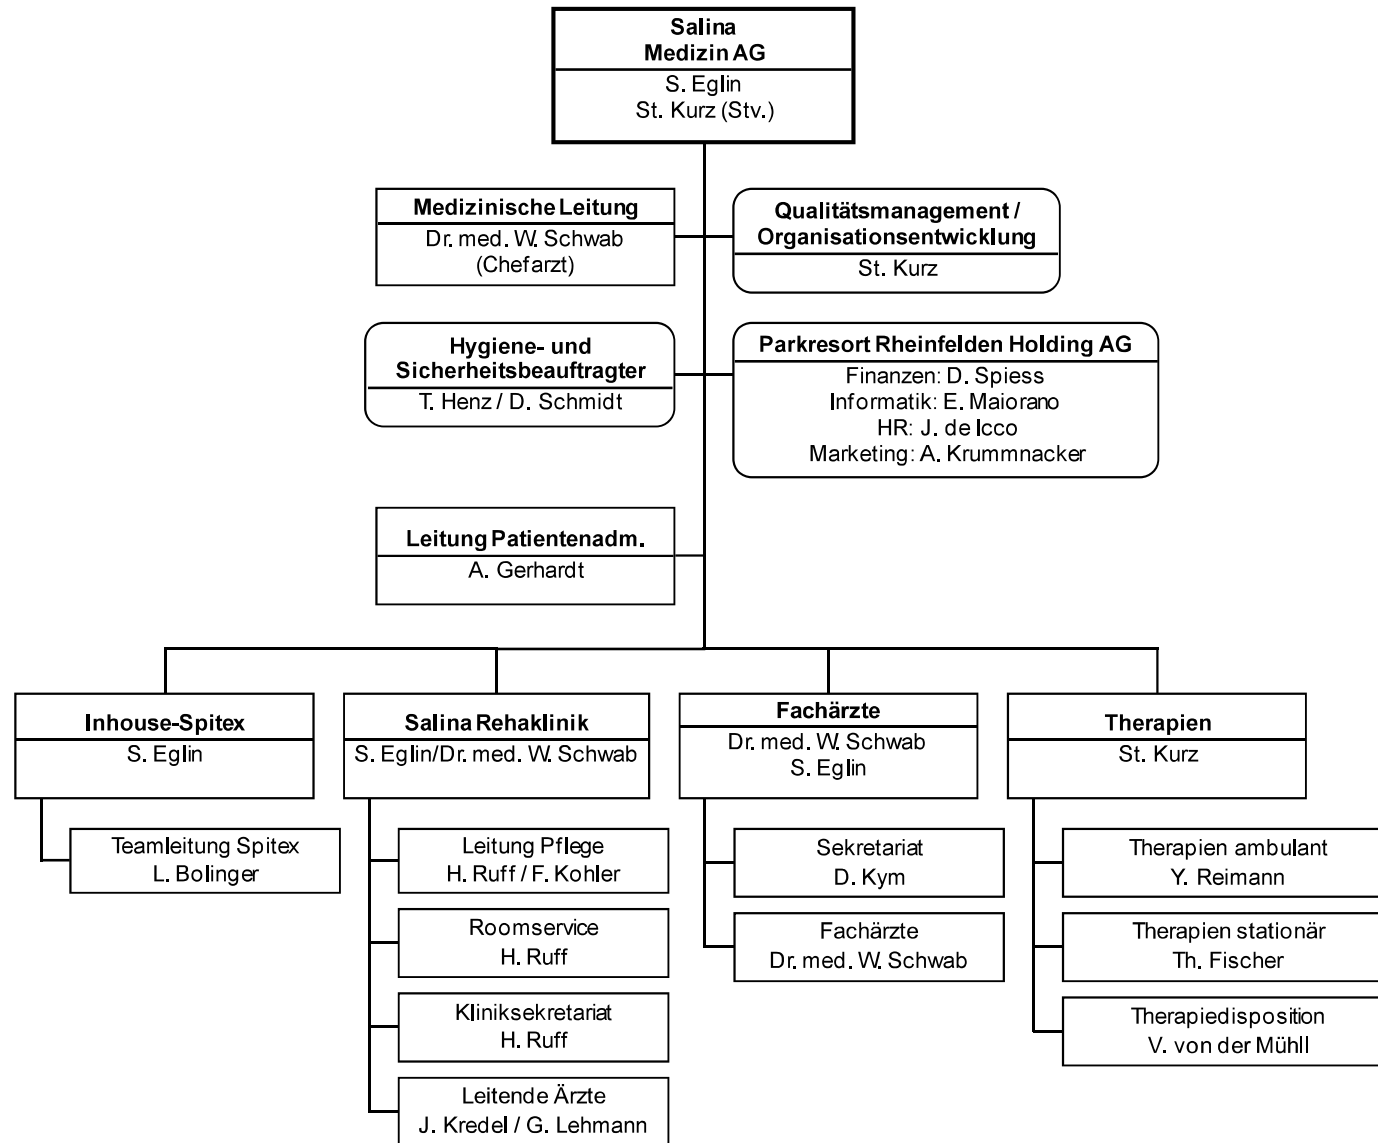 Salina
Medizin AG
S. Eglin
St. Kurz (Stv.)
Medizinische Leitung
Dr. med. W. Schwab
(Chefarzt)
Qualitätsmanagement /
Organisationsentwicklung
St. Kurz
Hygiene- und
Sicherheitsbeauftragter
T. Henz / D. Schmidt
Parkresort Rheinfelden Holding AG
Finanzen: D. Spiess
Informatik: E. Maiorano
HR: J. de Icco
Marketing: A. Krummnacker
Leitung Patientenadm.
A. Gerhardt
Inhouse-Spitex
S. Eglin
Teamleitung Spitex
L. Bolinger
Salina Rehaklinik
S. Eglin/Dr. med. W. Schwab
Leitung Pflege
H. Ruff / F. Kohler
Roomservice
H. Ruff
Kliniksekretariat
H. Ruff
Leitende Ärzte
J. Kredel / G. Lehmann
Fachärzte
Dr. med. W. Schwab
S. Eglin
Sekretariat
D. Kym
Fachärzte
Dr. med. W. Schwab
Therapien
St. Kurz
Therapien ambulant
Y. Reimann
Therapien stationär
Th. Fischer
Therapiedisposition
V. von der Mühll